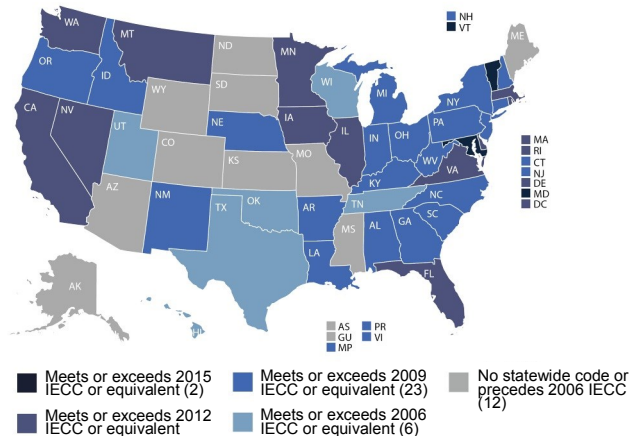 WA
MT
ND
MN
OR
ID
WY
SD
WI
MI
NY
ME
NH
VT
CA
NV
UT
CO
NE
IA
IL
IN
OH
PA
KS
MO
KY
WV
VA
AZ
NM
OK
TX
AR
TN
NC
SC
LA
MS
AL
GA
FL
AK
HI
MA
RI
CT
NJ
DE
MD
DC
AS
GU
MP
PR
VI
Meets or exceeds 2015
IECC or equivalent (2)
Meets or exceeds 2009
IECC or equivalent (23)
No statewide code or
precedes 2006 IECC
(12)
Meets or exceeds 2012
IECC or equivalent
Meets or exceeds 2006
IECC or equivalent (6)